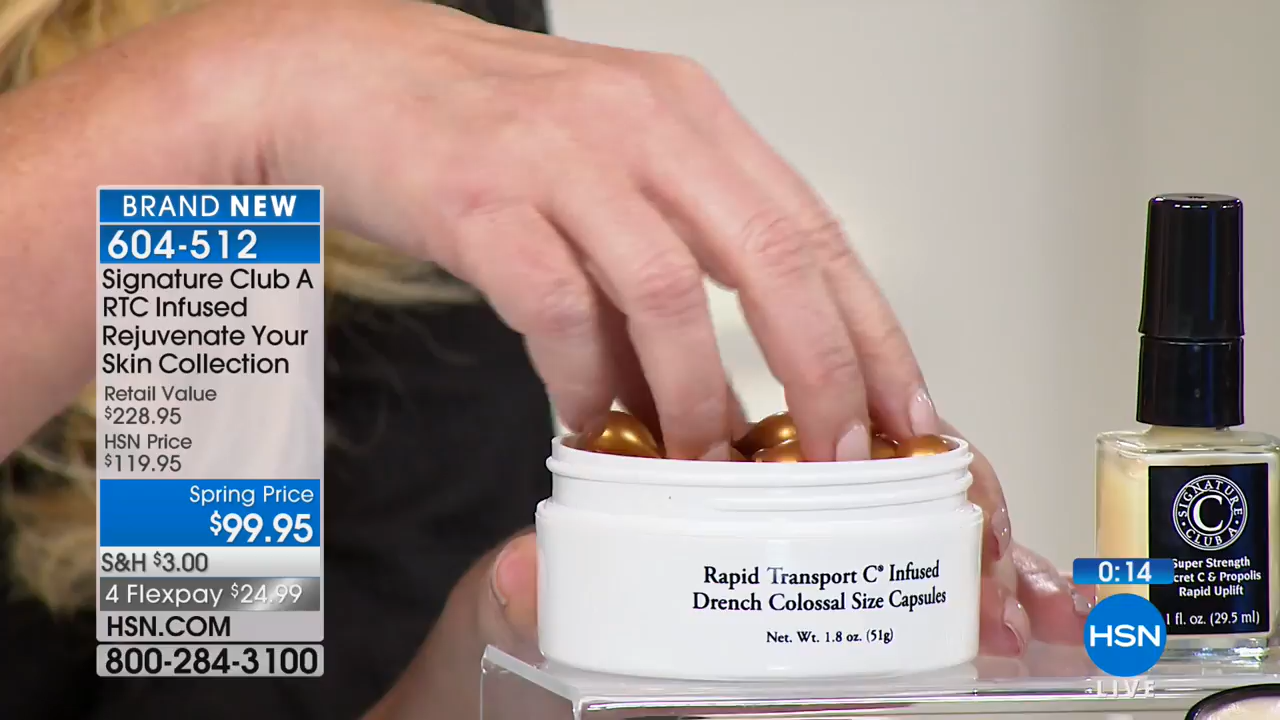 BRAND NEW
604-512
Signature Club A
RTC Infused
Rejuvenate Your
Skin Collection
Retail Value
$228.95
HSN Price
$119.95
Spring Price
$99.95
S&H $3.00
4 Flexpay $24.99
HSN.COM
800-284-3100
Rapid Transport C® Infused
Drench Colossal Size Capsules
Net. Wt. 1.8 oz. (51g)
SIGNATURE
C
CLUB A
Super Strength
cret C & Propolis
Rapid Uplift
1 fl. oz. (29.5 ml)
0:14
HSN
LIVE